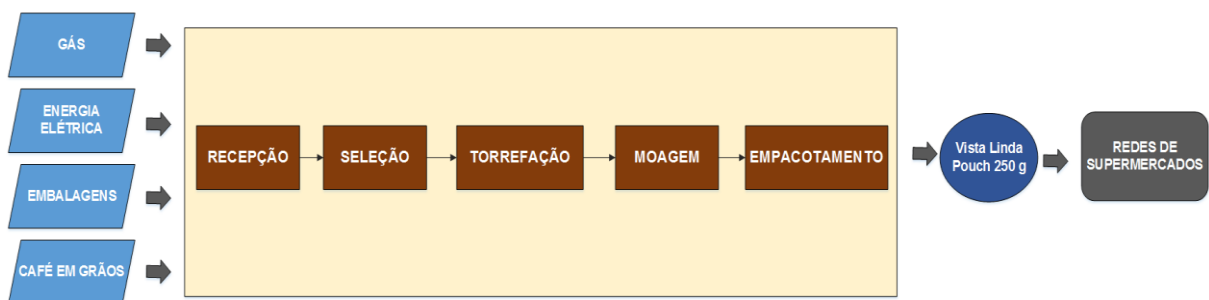 GÁS
ENERGIA
ELÉTRICA
EMBALAGENS
CAFÉ EM GRÃOS
RECEPÇÃO
SELEÇÃO
TORREFAÇÃO
MOAGEM
EMPACOTAMENTO
Vista Linda
Pouch 250 g
REDES DE
SUPERMERCADOS